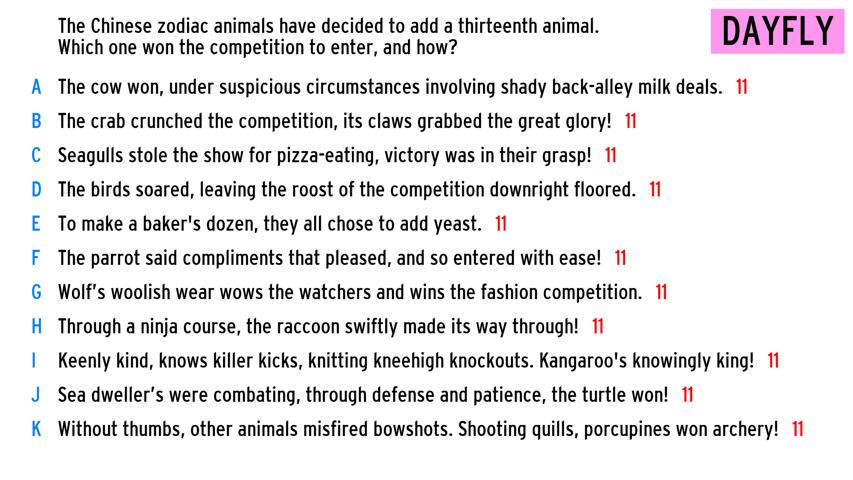 The Chinese zodiac animals have decided to add a thirteenth animal.
Which one won the competition to enter, and how?
DAYFLY
A The cow won, under suspicious circumstances involving shady back-alley milk deals. 11
B The crab crunched the competition, its claws grabbed the great glory! 11
C Seagulls stole the show for pizza-eating, victory was in their grasp! 11
D The birds soared, leaving the roost of the competition downright floored. 11
E To make a baker's dozen, they all chose to add yeast. 11
F The parrot said compliments that pleased, and so entered with ease! 11
G Wolf's woolish wear wows the watchers and wins the fashion competition. 11
H Through a ninja course, the raccoon swiftly made its way through! 11
I Keenly kind, knows killer kicks, knitting kneehigh knockouts. Kangaroo's knowingly king! 11
J Sea dweller's were combating, through defense and patience, the turtle won! 11
K Without thumbs, other animals misfired bowshots. Shooting quills, porcupines won archery! 11